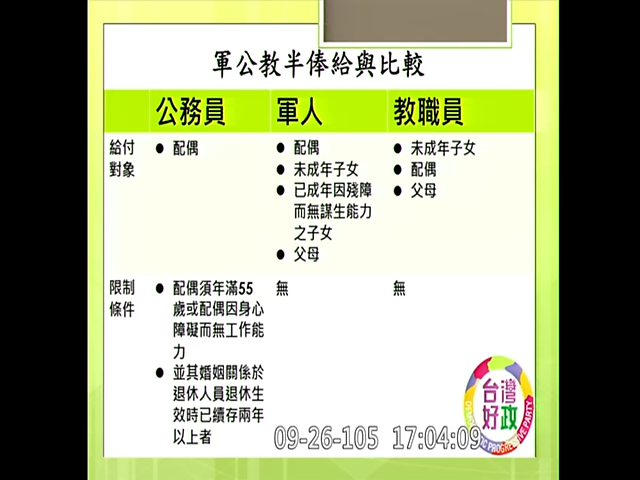 軍公教半俸給與比較
公務員 軍人 教職員
給付
對象
● 配偶
● 配偶
● 未成年子女
● 已成年因殘障
而無謀生能力
之子女
● 父母
● 未成年子女
● 配偶
● 父母
限制
條件
● 配偶須年滿55
歲或配偶因身心
障礙而無工作能
力
● 並其婚姻關係於
退休人員退休生
效時已續存兩年
以上者
無
無
台灣
好政
DEMOCRATIC PROGRESSIVE PARTY
09-26-105 17:04:09